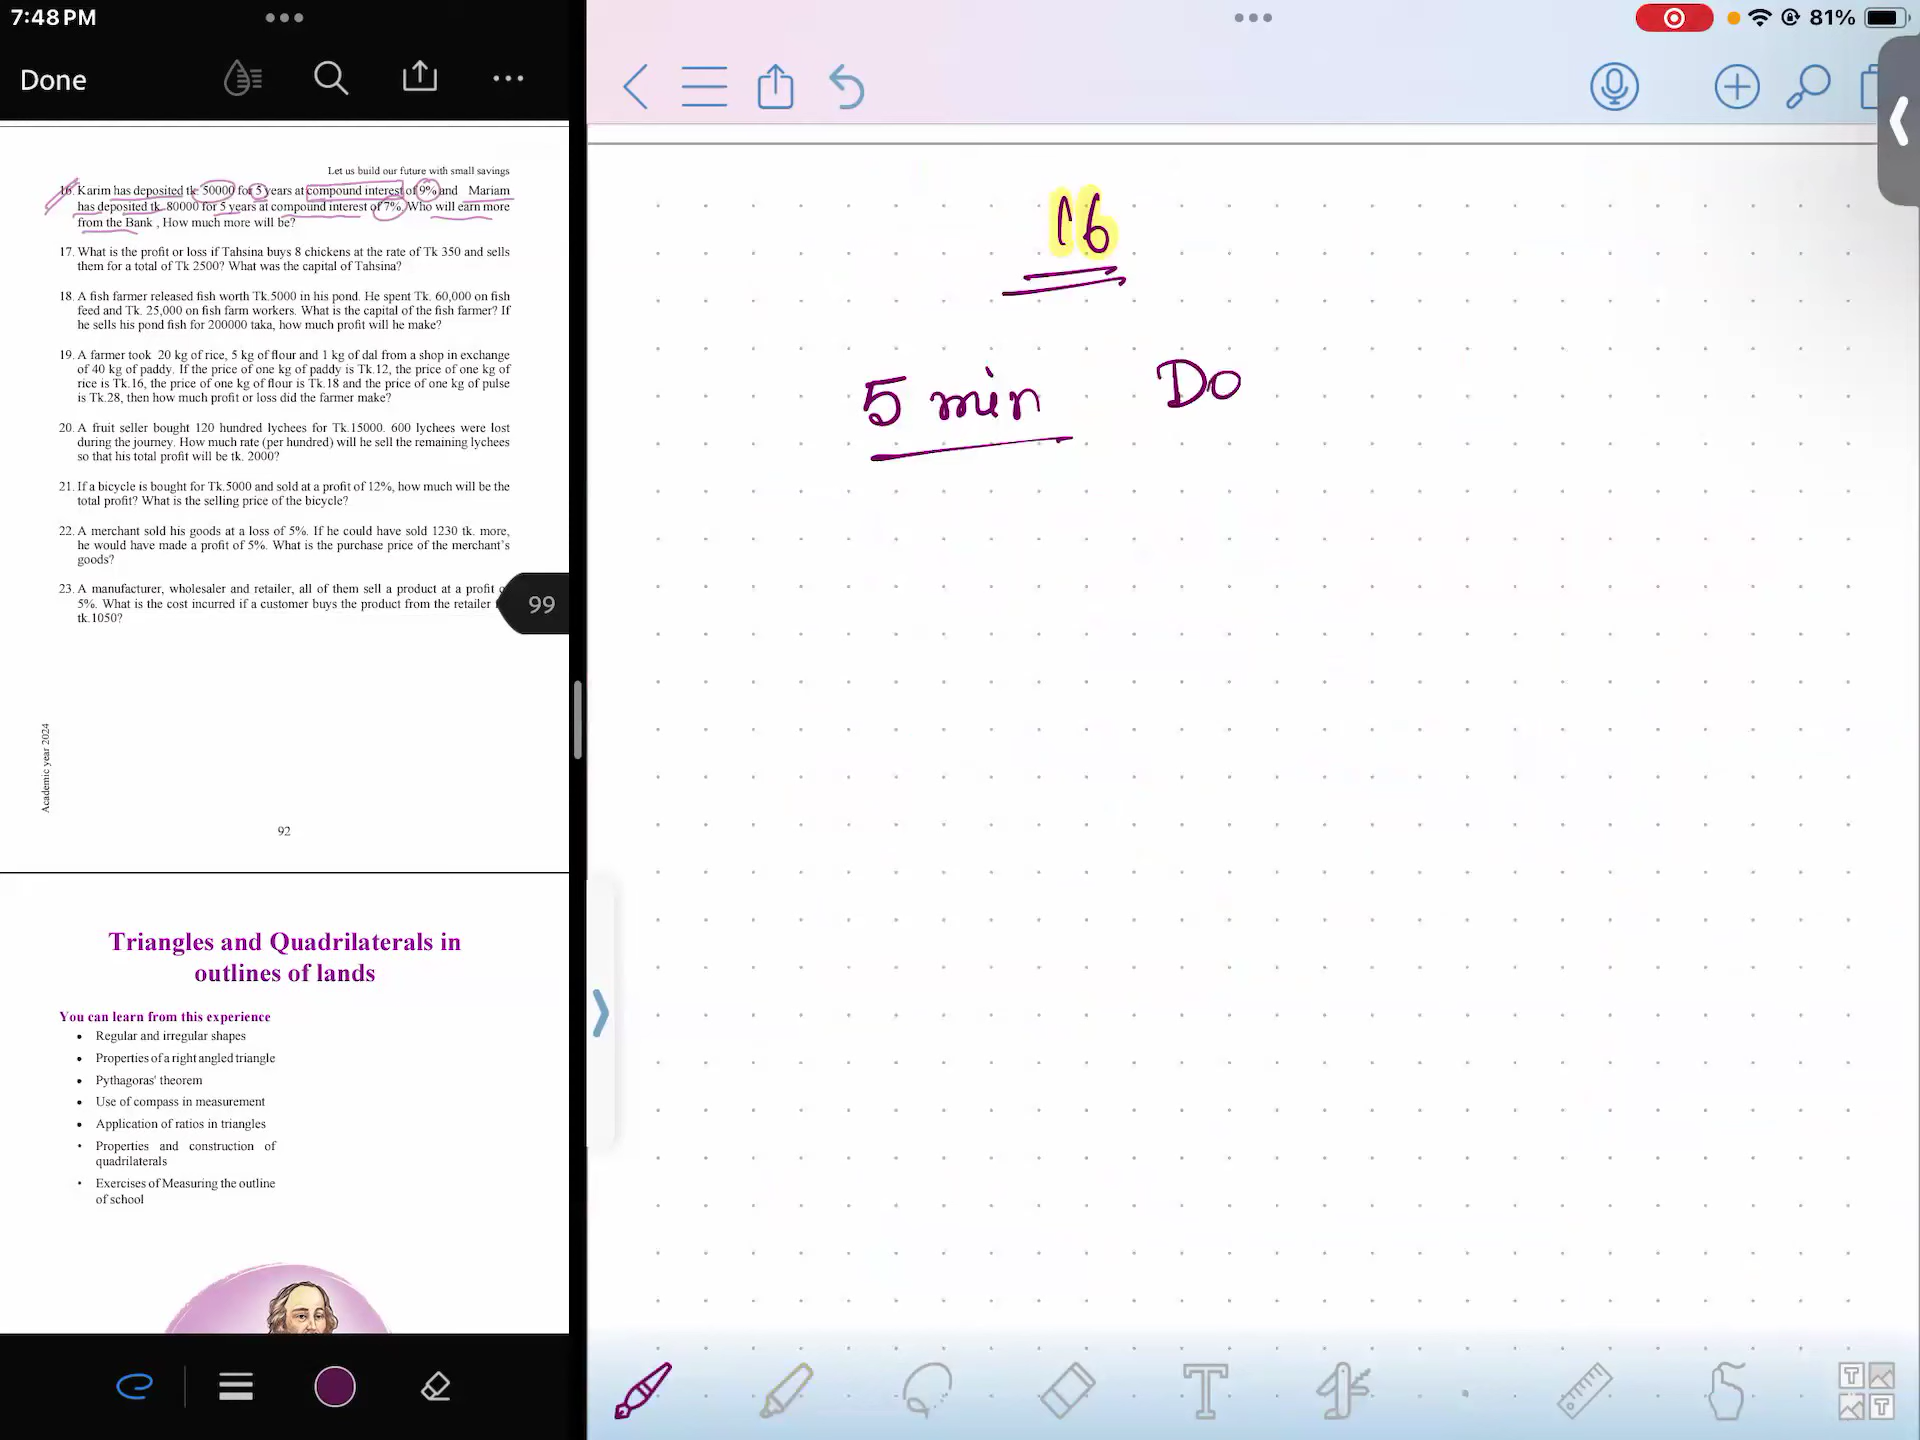 7:48 PM
81%
Done
Let us build our future with small savings
16. Karim has deposited tk. 50000 for 5 years at compound interest of 9% and Mariam
has deposited tk. 80000 for 5 years at compound interest of 7%. Who will earn more
from the Bank , How much more will be?
17. What is the profit or loss if Tahsina buys 8 chickens at the rate of Tk 350 and sells
them for a total of Tk 2500? What was the capital of Tahsina?
18. A fish farmer released fish worth Tk.5000 in his pond. He spent Tk. 60,000 on fish
feed and Tk. 25,000 on fish farm workers. What is the capital of the fish farmer? If
he sells his pond fish for 200000 taka, how much profit will he make?
19. A farmer took 20 kg of rice, 5 kg of flour and 1 kg of dal from a shop in exchange
of 40 kg of paddy. If the price of one kg of paddy is Tk.12, the price of one kg of
rice is Tk.16, the price of one kg of flour is Tk.18 and the price of one kg of pulse
is Tk.28, then how much profit or loss did the farmer make?
20. A fruit seller bought 120 hundred lychees for Tk.15000. 600 lychees were lost
during the journey. How much rate (per hundred) will he sell the remaining lychees
so that his total profit will be tk. 2000?
21. If a bicycle is bought for Tk.5000 and sold at a profit of 12%, how much will be the
total profit? What is the selling price of the bicycle?
22. A merchant sold his goods at a loss of 5%. If he could have sold 1230 tk. more,
he would have made a profit of 5%. What is the purchase price of the merchant's
goods?
23. A manufacturer, wholesaler and retailer, all of them sell a product at a profit
5%. What is the cost incurred if a customer buys the product from the retailer
tk.1050?
99
Academic year 2024
92
Triangles and Quadrilaterals in
outlines of lands
You can learn from this experience
• Regular and irregular shapes
• Properties of a right angled triangle
• Pythagoras' theorem
• Use of compass in measurement
• Application of ratios in triangles
• Properties and construction of
quadrilaterals
• Exercises of Measuring the outline
of school
16
5 min Do